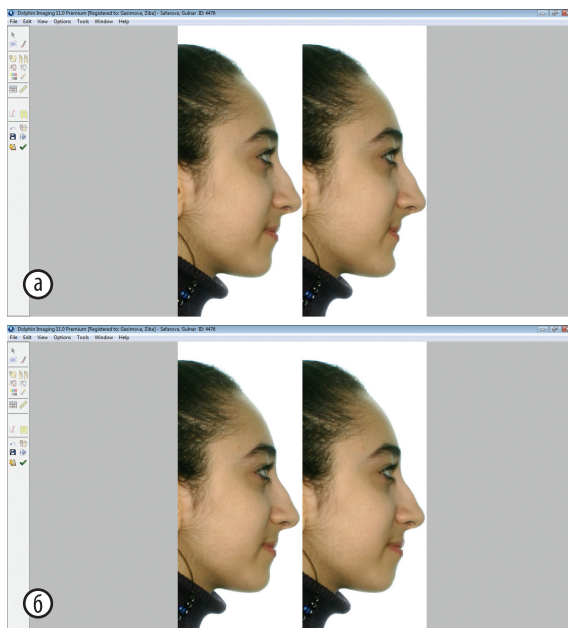 Dolphin Imaging 11.0 Premium [Registered to: Gasimova, Ziba] - Safarova, Gulnar ID: 4476
File Edit View Options Tools Window Help
а
Dolphin Imaging 11.0 Premium [Registered to: Gasimova, Ziba] - Safarova, Gulnar ID: 4476
File Edit View Options Tools Window Help
б